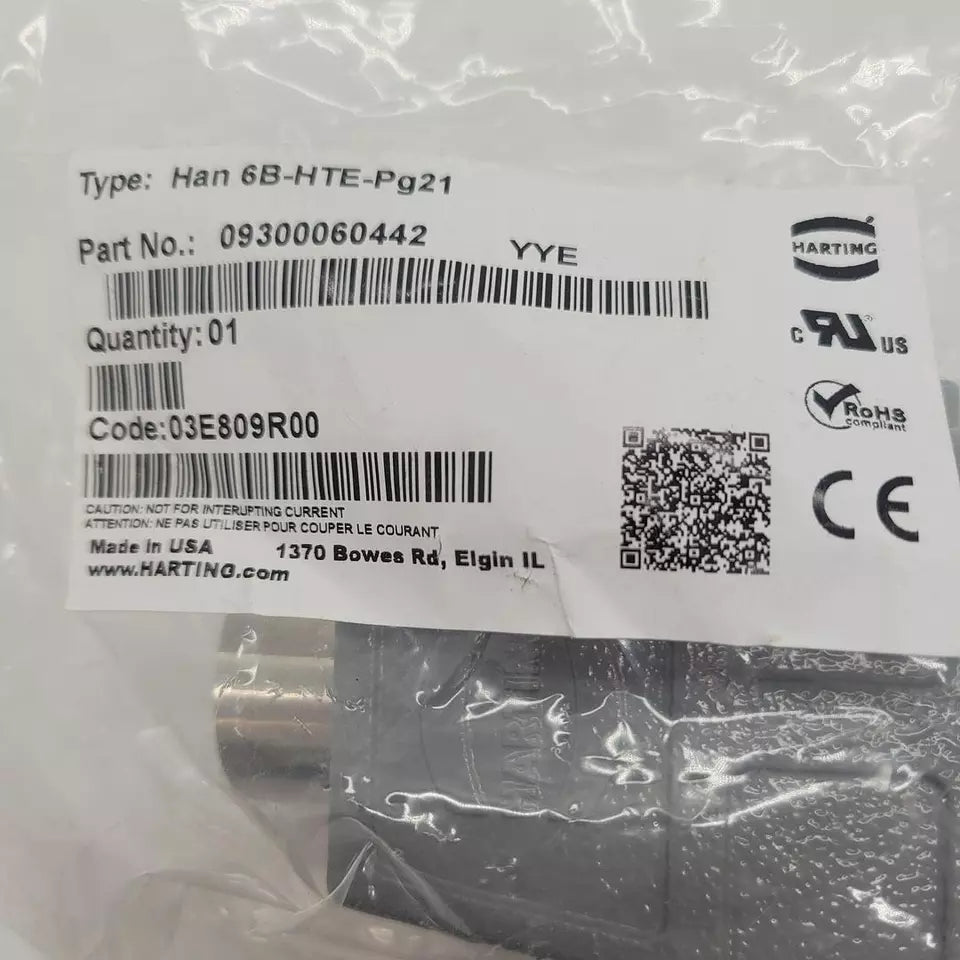 Type: Han 6B-HTE-Pg21
Part No.: 09300060442
YYE
HARTING
Quantity: 01
c RU US
RoHS
compliant
Code:03E809R00
CE
CAUTION: NOT FOR INTERUPTING CURRENT
ATTENTION: NE PAS UTILISER POUR COUPER LE COURANT
Made in USA 1370 Bowes Rd, Elgin IL
www.HARTING.com
HARTING